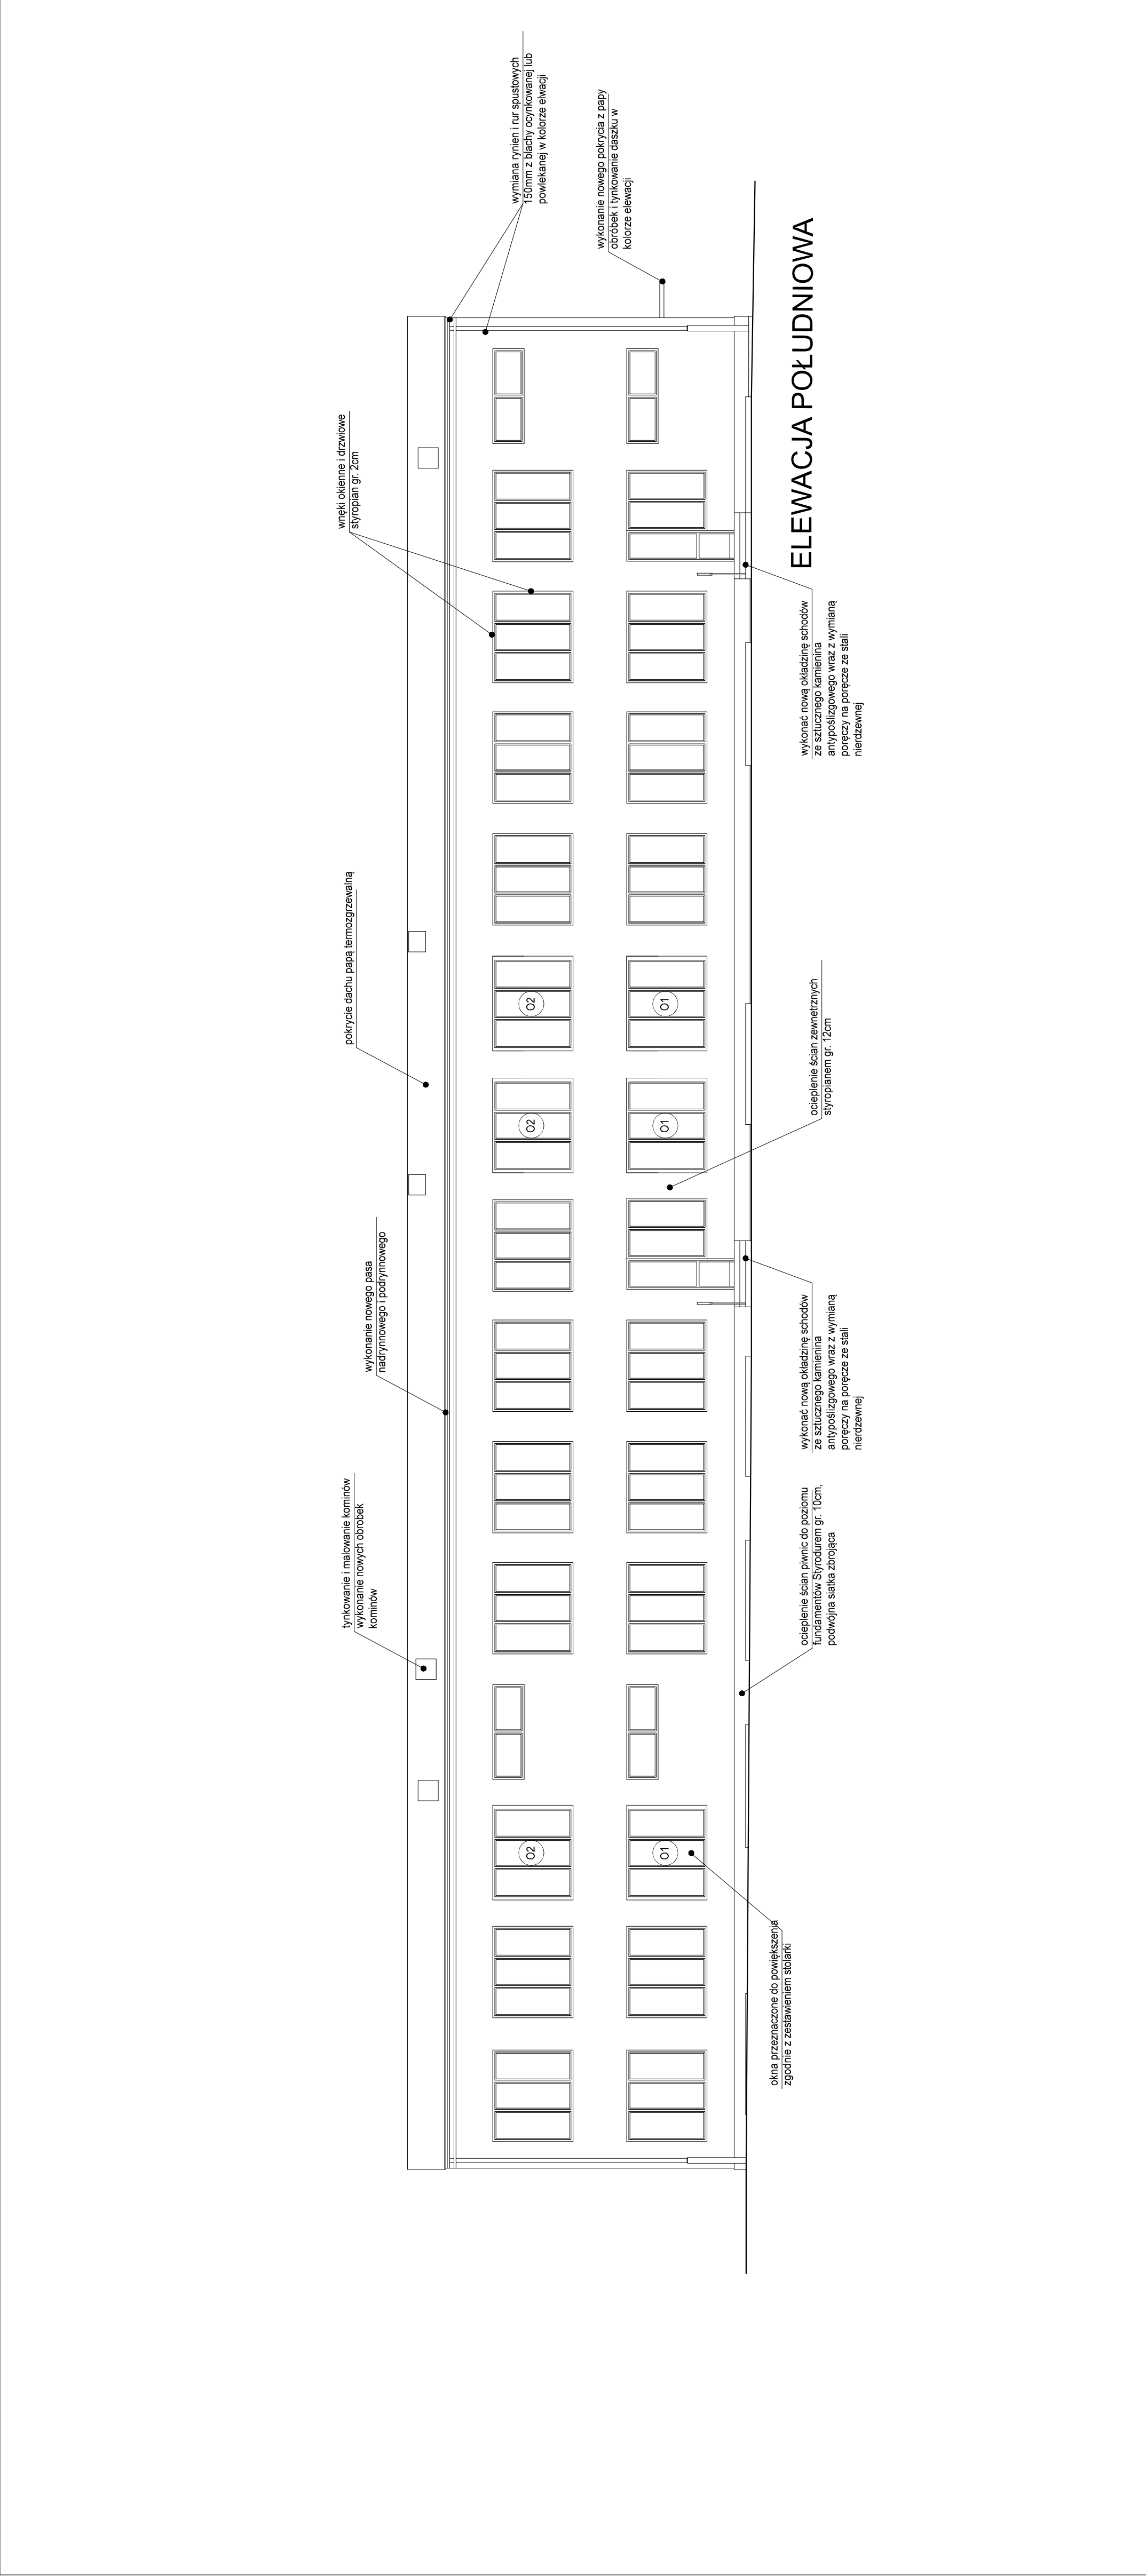 tynkowanie i malowanie kominów
wykonanie nowych obrobek
kominów
wykonanie nowego pasa
nadrynnowego i podrynnowego
pokrycie dachu papą termozgrzewalną
wnęki okienne i drzwiowe
styropian gr. 2cm
wymiana rynien i rur spustowych
150mm z blachy ocynkowanej lub
powlekanej w kolorze elwacji
wykonanie nowego pokrycia z papy
obróbek i tynkowanie daszku w
kolorze elewacji
O2
O2
O2
O1
O1
O1
okna przeznaczone do powiększenia
zgodnie z zestawieniem stolarki
ocieplenie ścian piwnic do poziomu
fundamentów Styrodurem gr. 10cm,
podwójna siatka zbrojąca
wykonać nową okładzinę schodów
ze sztucznego kamienina
antypoślizgowego wraz z wymianą
poręczy na poręcze ze stali
nierdzewnej
ocieplenie ścian zewnetrznych
styropianem gr. 12cm
wykonać nową okładzinę schodów
ze sztucznego kamienina
antypoślizgowego wraz z wymianą
poręczy na poręcze ze stali
nierdzewnej
ELEWACJA POŁUDNIOWA